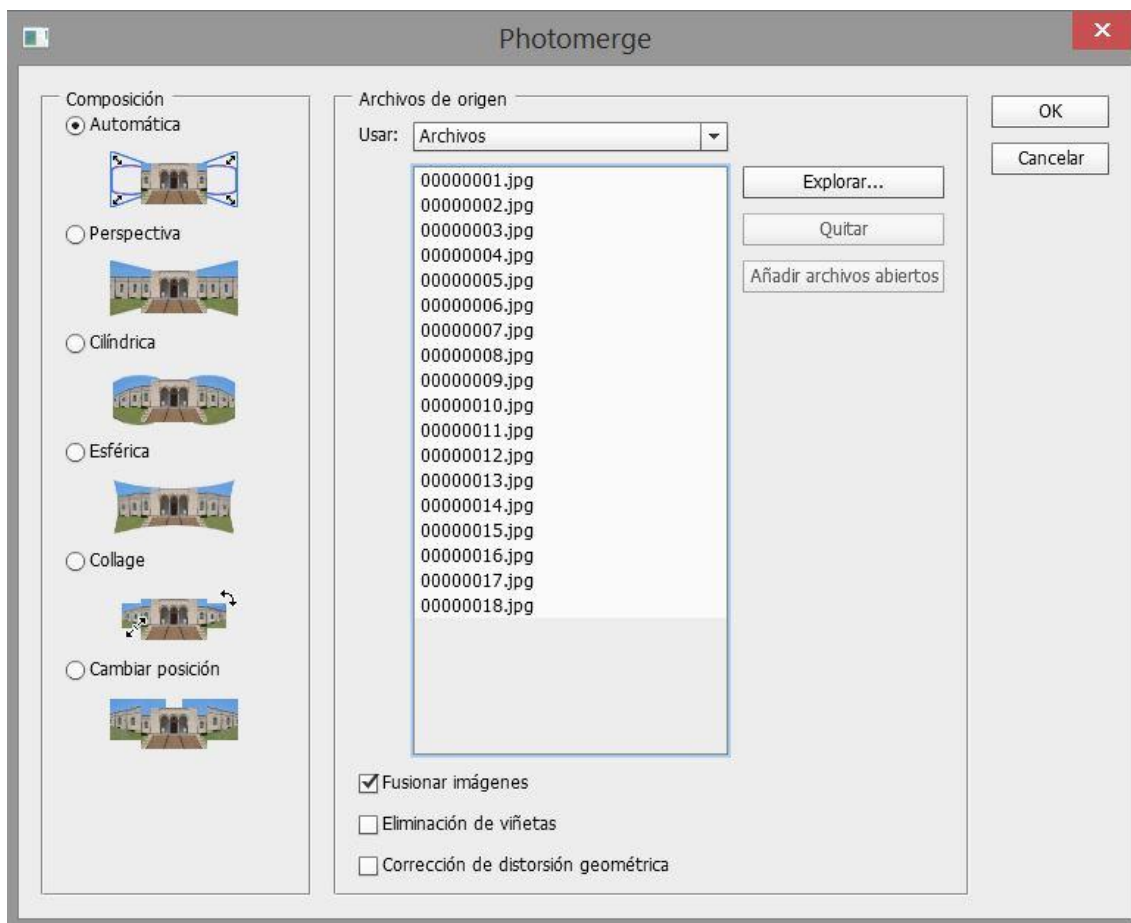 Photomerge
Composición
Automática
Perspectiva
Cilíndrica
Esférica
Collage
Cambiar posición
Archivos de origen
Usar: Archivos
00000001.jpg
00000002.jpg
00000003.jpg
00000004.jpg
00000005.jpg
00000006.jpg
00000007.jpg
00000008.jpg
00000009.jpg
00000010.jpg
00000011.jpg
00000012.jpg
00000013.jpg
00000014.jpg
00000015.jpg
00000016.jpg
00000017.jpg
00000018.jpg
Explorar...
Quitar
Añadir archivos abiertos
Fusionar imágenes
Eliminación de viñetas
Corrección de distorsión geométrica
OK
Cancelar